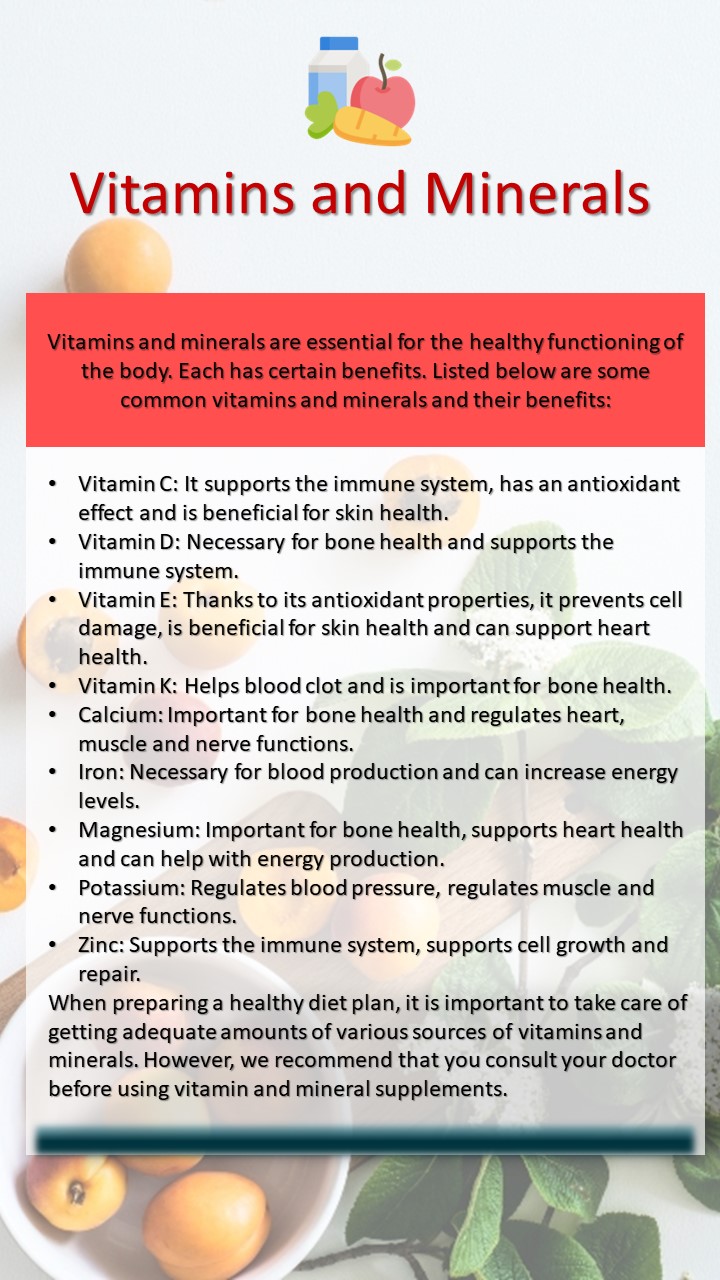 Vitamins and Minerals
Vitamins and minerals are essential for the healthy functioning of
the body. Each has certain benefits. Listed below are some
common vitamins and minerals and their benefits:
• Vitamin C: It supports the immune system, has an antioxidant
effect and is beneficial for skin health.
• Vitamin D: Necessary for bone health and supports the
immune system.
• Vitamin E: Thanks to its antioxidant properties, it prevents cell
damage, is beneficial for skin health and can support heart
health.
• Vitamin K: Helps blood clot and is important for bone health.
• Calcium: Important for bone health and regulates heart,
muscle and nerve functions.
• Iron: Necessary for blood production and can increase energy
levels.
• Magnesium: Important for bone health, supports heart health
and can help with energy production.
• Potassium: Regulates blood pressure, regulates muscle and
nerve functions.
• Zinc: Supports the immune system, supports cell growth and
repair.
When preparing a healthy diet plan, it is important to take care of
getting adequate amounts of various sources of vitamins and
minerals. However, we recommend that you consult your doctor
before using vitamin and mineral supplements.